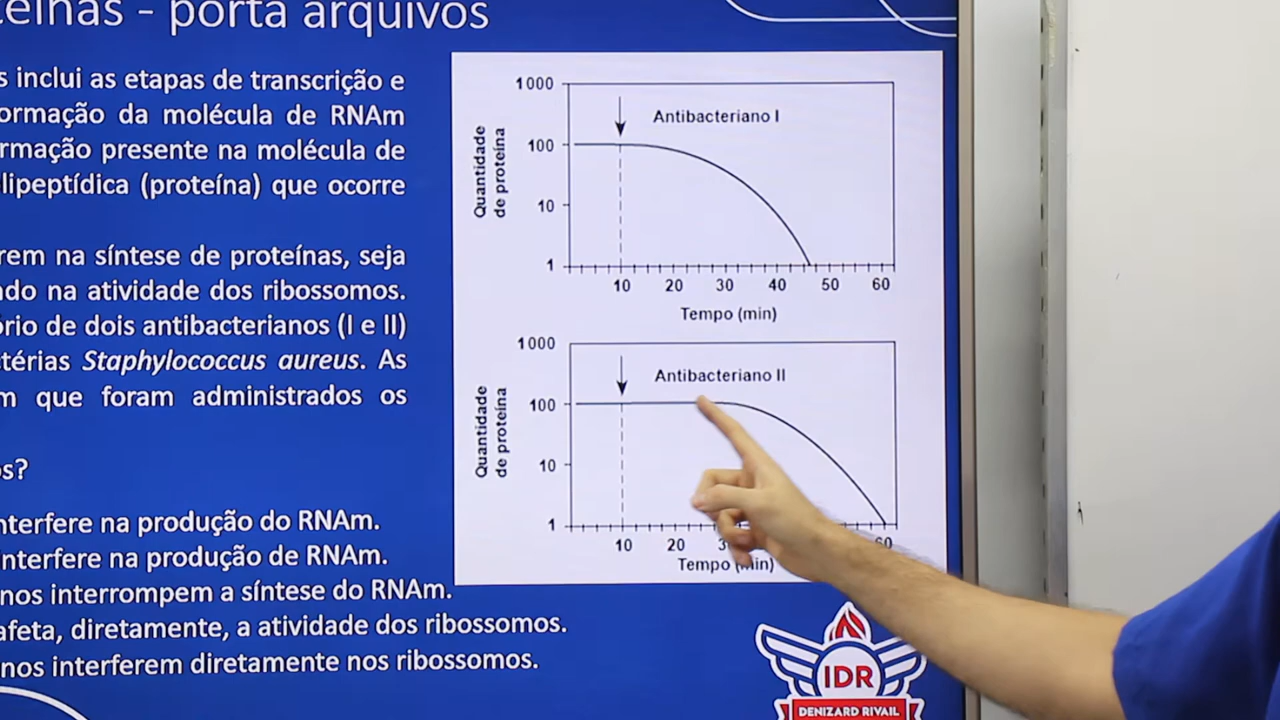 teínas - porta arquivos
s inclui as etapas de transcrição e
ormação da molécula de RNAm
rmação presente na molécula de
lipeptídica (proteína) que ocorre
rem na síntese de proteínas, seja
ndo na atividade dos ribossomos.
ório de dois antibacterianos (I e II)
ctérias Staphylococcus aureus. As
m que foram administrados os
os?
nterfere na produção do RNAm.
interfere na produção de RNAm.
nos interrompem a síntese do RNAm.
afeta, diretamente, a atividade dos ribossomos.
nos interferem diretamente nos ribossomos.
1000
Antibacteriano I
Quantidade
de proteína
100
10
1
10 20 30 40 50 60
Tempo (min)
1000
Antibacteriano II
Quantidade
de proteína
100
10
1
10 20 60
Tempo (min)
IDR
DENIZARD RIVAIL